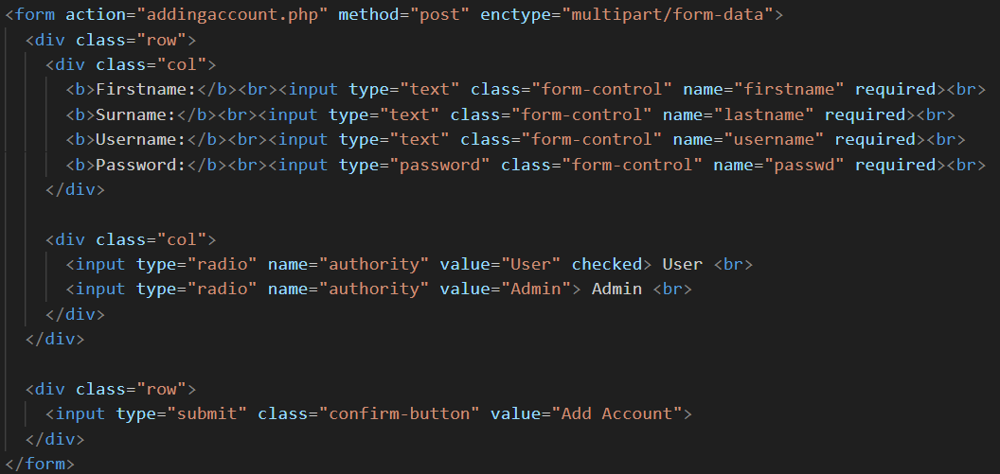 <form action="addingaccount.php" method="post" enctype="multipart/form-data">
<div class="row">
<div class="col">
<b>Firstname:</b><br><input type="text" class="form-control" name="firstname" required><br>
<b>Surname:</b><br><input type="text" class="form-control" name="lastname" required><br>
<b>Username:</b><br><input type="text" class="form-control" name="username" required><br>
<b>Password:</b><br><input type="password" class="form-control" name="passwd" required><br>
</div>
<div class="col">
<input type="radio" name="authority" value="User" checked> User <br>
<input type="radio" name="authority" value="Admin"> Admin <br>
</div>
</div>
<div class="row">
<input type="submit" class="confirm-button" value="Add Account">
</div>
</form>